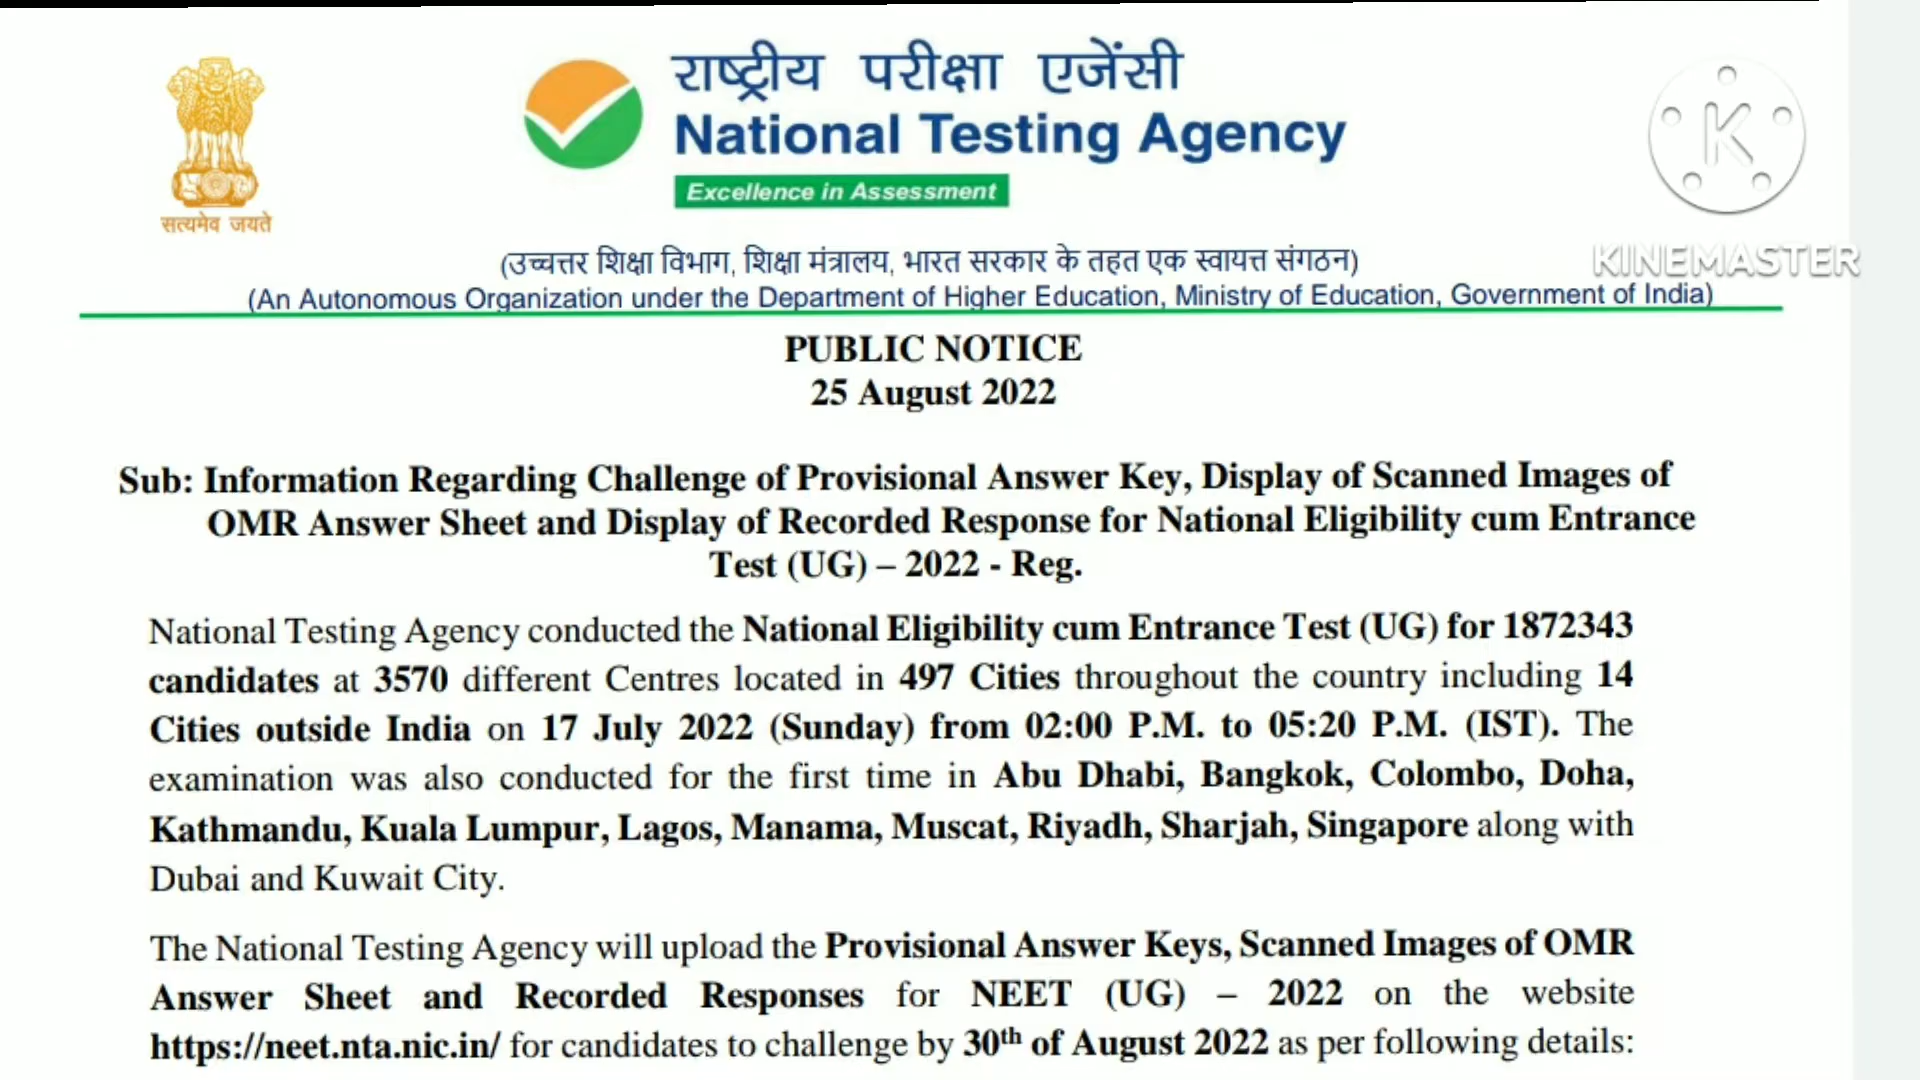 राष्ट्रीय परीक्षा एजेंसी
National Testing Agency
Excellence in Assessment
सत्यमेव जयते
K
KINEMASTER
(उच्चत्तर शिक्षा विभाग, शिक्षा मंत्रालय, भारत सरकार के तहत एक स्वायत्त संगठन)
(An Autonomous Organization under the Department of Higher Education, Ministry of Education, Government of India)
PUBLIC NOTICE
25 August 2022
Sub: Information Regarding Challenge of Provisional Answer Key, Display of Scanned Images of
OMR Answer Sheet and Display of Recorded Response for National Eligibility cum Entrance
Test (UG) – 2022 - Reg.
National Testing Agency conducted the National Eligibility cum Entrance Test (UG) for 1872343
candidates at 3570 different Centres located in 497 Cities throughout the country including 14
Cities outside India on 17 July 2022 (Sunday) from 02:00 P.M. to 05:20 P.M. (IST). The
examination was also conducted for the first time in Abu Dhabi, Bangkok, Colombo, Doha,
Kathmandu, Kuala Lumpur, Lagos, Manama, Muscat, Riyadh, Sharjah, Singapore along with
Dubai and Kuwait City.
The National Testing Agency will upload the Provisional Answer Keys, Scanned Images of OMR
Answer Sheet and Recorded Responses for NEET (UG) – 2022 on the website
https://neet.nta.nic.in/ for candidates to challenge by 30th of August 2022 as per following details: